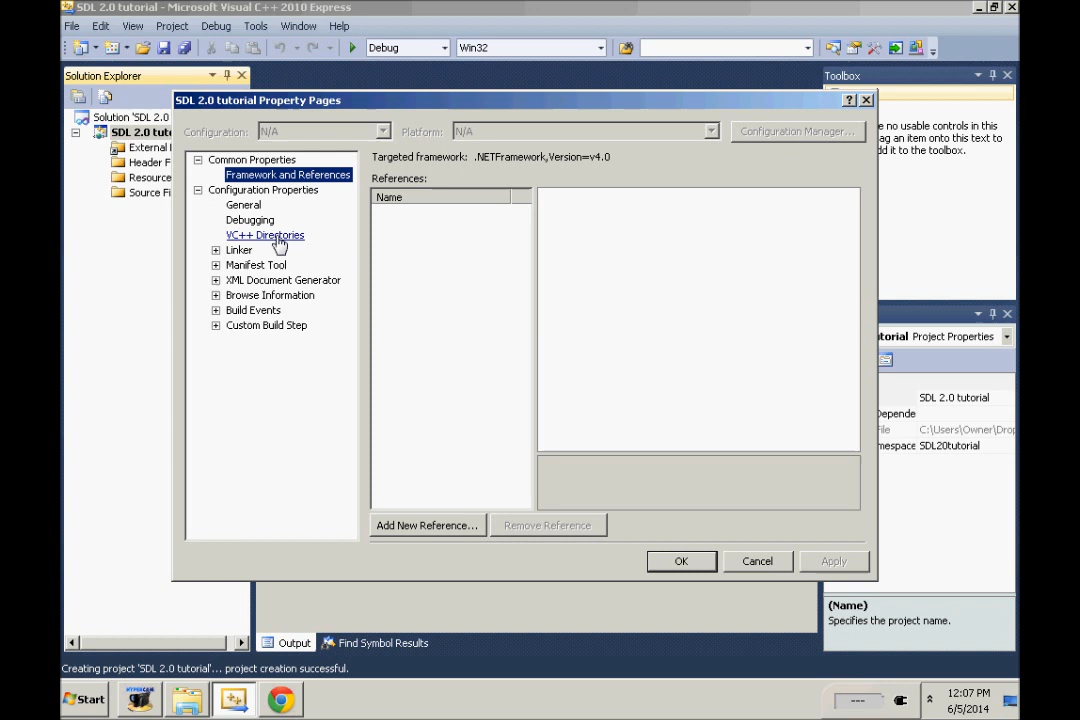 SDL 2.0 tutorial - Microsoft Visual C++ 2010 Express
File Edit View Project Debug Tools Window Help
Debug Win32
Solution Explorer
Toolbox
SDL 2.0 tutorial Property Pages
Solution 'SDL 2.0
SDL 2.0 tuto
External
Header F
Resource
Source Fi
Configuration: N/A Platform: N/A Configuration Manager...
Common Properties
Framework and References
Configuration Properties
General
Debugging
VC++ Directories
Linker
Manifest Tool
XML Document Generator
Browse Information
Build Events
Custom Build Step
Targeted framework: .NETFramework,Version=v4.0
References:
Name
Add New Reference... Remove Reference
OK Cancel Apply
e no usable controls in this
ag an item onto this text to
dd it to the toolbox.
torial Project Properties
SDL 2.0 tutorial
Depende
File C:\Users\Owner\Drop
mespace SDL20tutorial
(Name)
Specifies the project name.
Output Find Symbol Results
Creating project 'SDL 2.0 tutorial'... project creation successful.
Start HYPERCAM
12:07 PM
6/5/2014